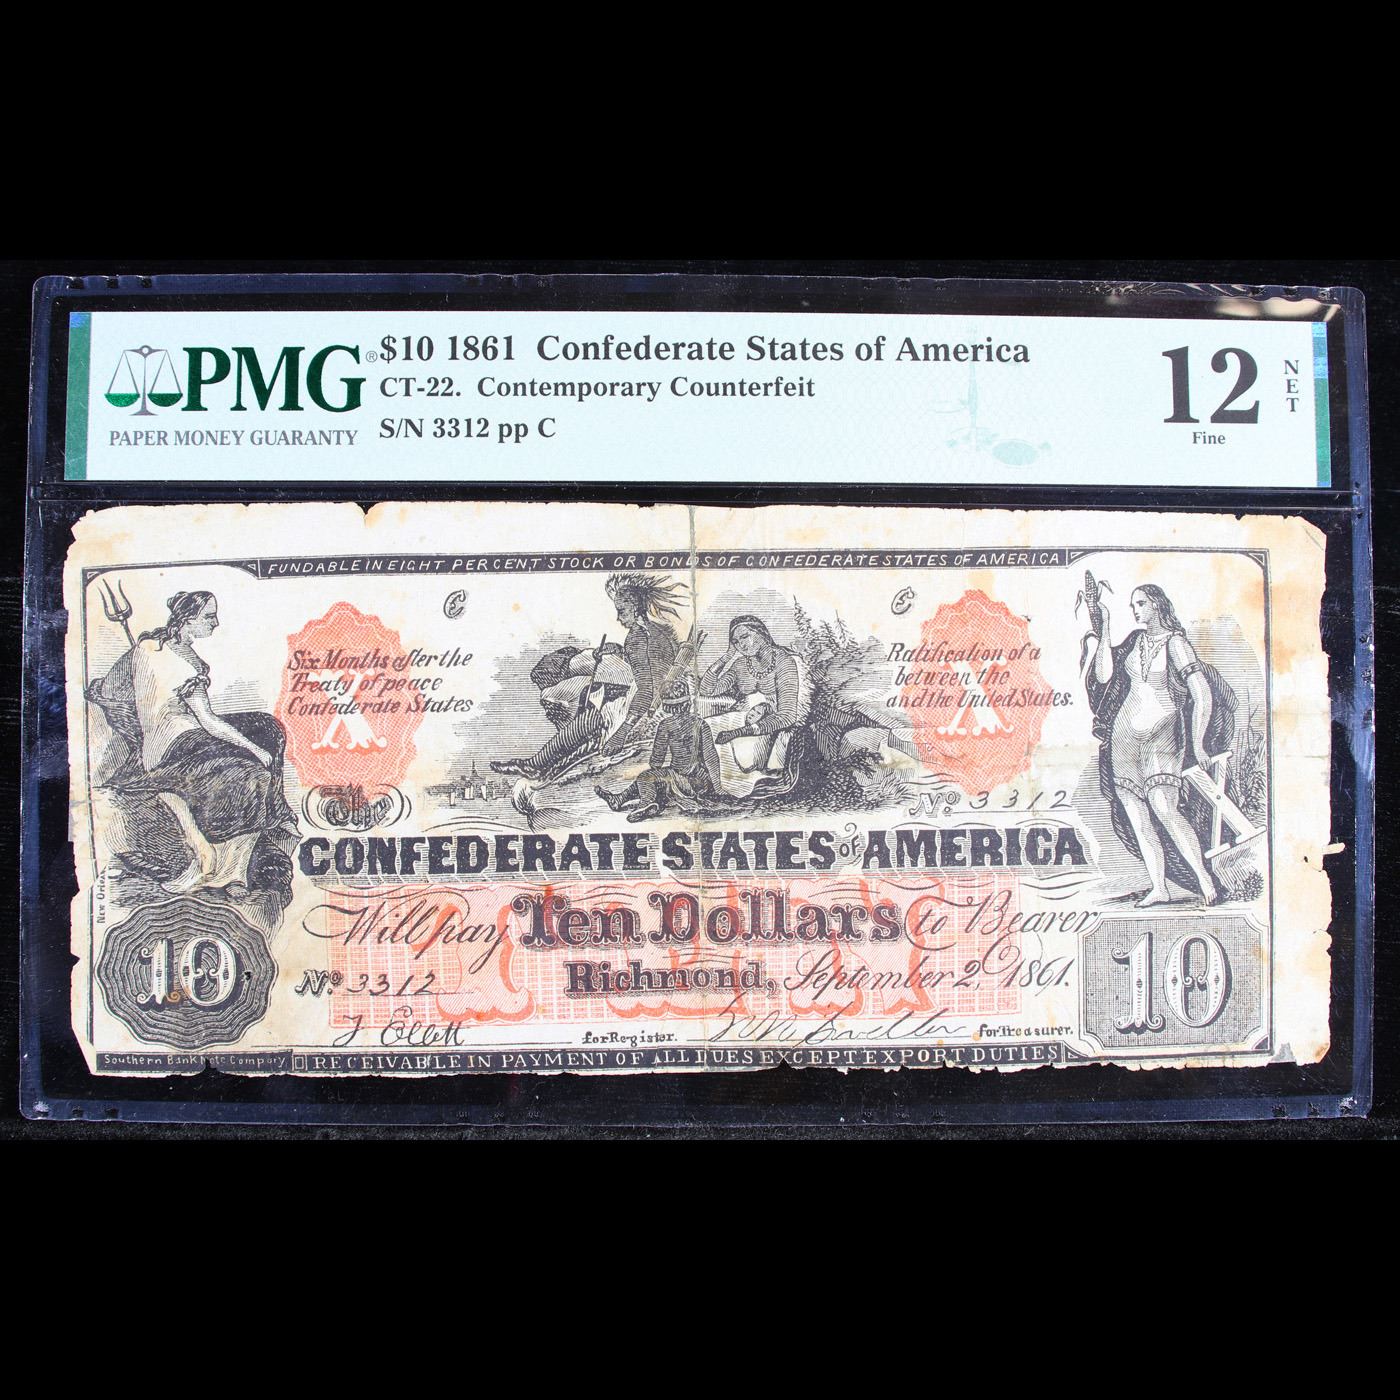 PMG®
PAPER MONEY GUARANTY
$10 1861 Confederate States of America
CT-22. Contemporary Counterfeit
S/N 3312 pp C
12
NET
Fine
FUNDABLE IN EIGHT PER CENT STOCK OR BONDS OF CONFEDERATE STATES OF AMERICA
C
C
Six Months after the
Treaty of peace
Confederate States
Ratification of a
between the
and the United States.
X
X
X
The
No 3312
CONFEDERATE STATES OF AMERICA
Will pay Ten Dollars to Bearer
No 3312
Richmond, September 2, 1861.
10
10
New Orleans
J Ellett
for Register.
for Treasurer.
Southern Bank Note Company
RECEIVABLE IN PAYMENT OF ALL DUES EXCEPT EXPORT DUTIES